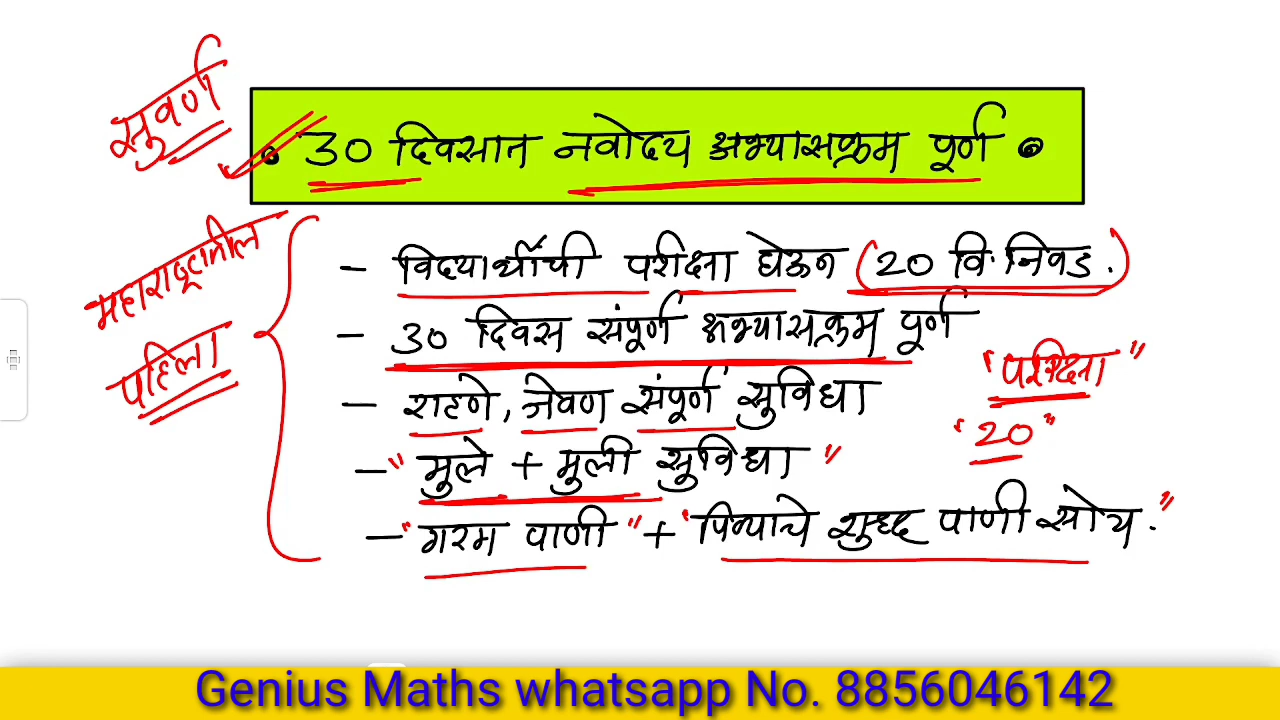 सुवर्ण
• 30 दिवसात नवोदय अभ्यासक्रम पूर्ण •
महाराष्ट्रातील
पहिला
- विद्यार्थ्यांची परीक्षा घेऊन (20 वि. निवड.)
- 30 दिवस संपूर्ण अभ्यासक्रम पूर्ण
- राहणे, जेवण संपूर्ण सुविधा
- "मुले + मुली सुविधा"
- "गरम पाणी" + "पिण्याचे शुध्द पाणी सोय."
"परिक्षा"
"20"
Genius Maths whatsapp No. 8856046142